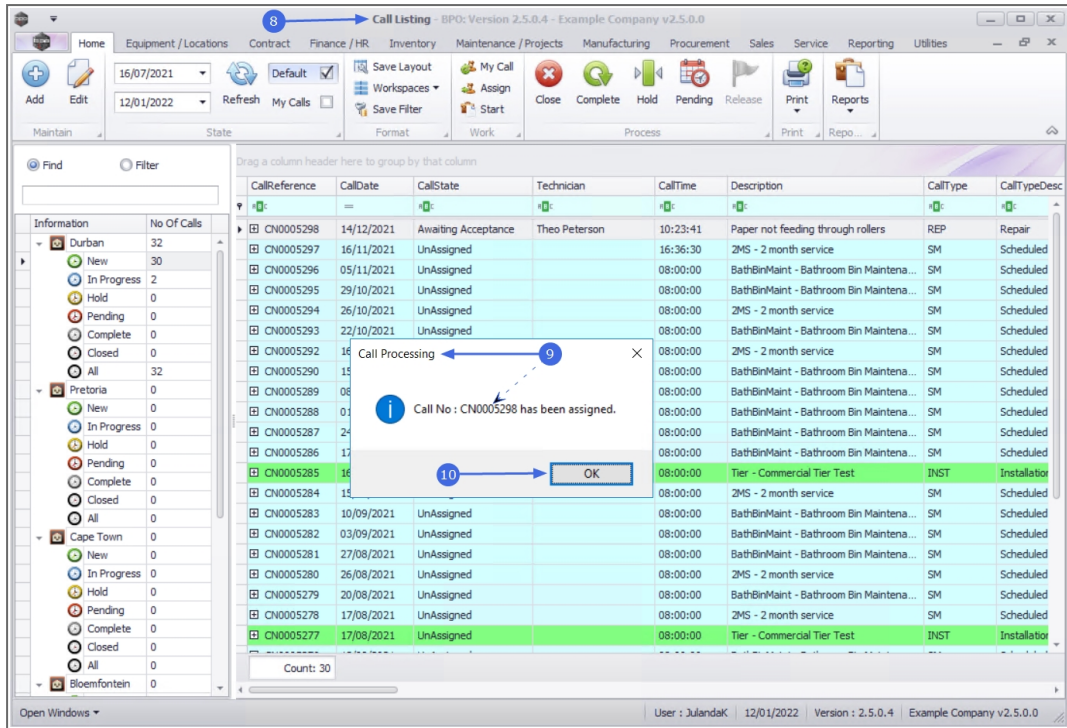 8
Call Listing - BPO: Version 2.5.0.4 - Example Company v2.5.0.0
Home Equipment / Locations Contract Finance / HR Inventory Maintenance / Projects Manufacturing Procurement Sales Service Reporting Utilities
Add Edit
16/07/2021
12/01/2022
Refresh
Default
My Calls
Save Layout
Workspaces
Save Filter
My Call
Assign
Start
Close Complete Hold Pending Release
Print
Reports
Maintain State Format Work Process Print Repo...
Find Filter
Information No Of Calls
Durban 32
New 30
In Progress 2
Hold 0
Pending 0
Complete 0
Closed 0
All 32
Pretoria 0
New 0
In Progress 0
Hold 0
Pending 0
Complete 0
Closed 0
All 0
Cape Town 0
New 0
In Progress 0
Hold 0
Pending 0
Complete 0
Closed 0
All 0
Bloemfontein 0
Drag a column header here to group by that column
CallReference CallDate CallState Technician CallTime Description CallType CallTypeDesc
CN0005298 14/12/2021 Awaiting Acceptance Theo Peterson 10:23:41 Paper not feeding through rollers REP Repair
CN0005297 16/11/2021 UnAssigned 16:36:30 2MS - 2 month service SM Scheduled
CN0005296 05/11/2021 UnAssigned 08:00:00 BathBinMaint - Bathroom Bin Maintena... SM Scheduled
CN0005295 29/10/2021 UnAssigned 08:00:00 BathBinMaint - Bathroom Bin Maintena... SM Scheduled
CN0005294 26/10/2021 UnAssigned 08:00:00 2MS - 2 month service SM Scheduled
CN0005293 22/10/2021 UnAssigned 08:00:00 BathBinMaint - Bathroom Bin Maintena... SM Scheduled
CN0005292 16 08:00:00 2MS - 2 month service SM Scheduled
CN0005290 15 08:00:00 BathBinMaint - Bathroom Bin Maintena... SM Scheduled
CN0005289 08 08:00:00 BathBinMaint - Bathroom Bin Maintena... SM Scheduled
CN0005288 01 08:00:00 BathBinMaint - Bathroom Bin Maintena... SM Scheduled
CN0005287 24 08:00:00 BathBinMaint - Bathroom Bin Maintena... SM Scheduled
CN0005286 17 08:00:00 BathBinMaint - Bathroom Bin Maintena... SM Scheduled
CN0005285 16 08:00:00 Tier - Commercial Tier Test INST Installation
CN0005284 15 08:00:00 2MS - 2 month service SM Scheduled
CN0005283 10/09/2021 UnAssigned 08:00:00 BathBinMaint - Bathroom Bin Maintena... SM Scheduled
CN0005282 03/09/2021 UnAssigned 08:00:00 BathBinMaint - Bathroom Bin Maintena... SM Scheduled
CN0005281 27/08/2021 UnAssigned 08:00:00 BathBinMaint - Bathroom Bin Maintena... SM Scheduled
CN0005280 26/08/2021 UnAssigned 08:00:00 2MS - 2 month service SM Scheduled
CN0005279 20/08/2021 UnAssigned 08:00:00 BathBinMaint - Bathroom Bin Maintena... SM Scheduled
CN0005278 17/08/2021 UnAssigned 08:00:00 2MS - 2 month service SM Scheduled
CN0005277 17/08/2021 UnAssigned 08:00:00 Tier - Commercial Tier Test INST Installation
Count: 30
Call Processing
9
Call No : CN0005298 has been assigned.
10
OK
Open Windows
User : JulandaK 12/01/2022 Version : 2.5.0.4 Example Company v2.5.0.0